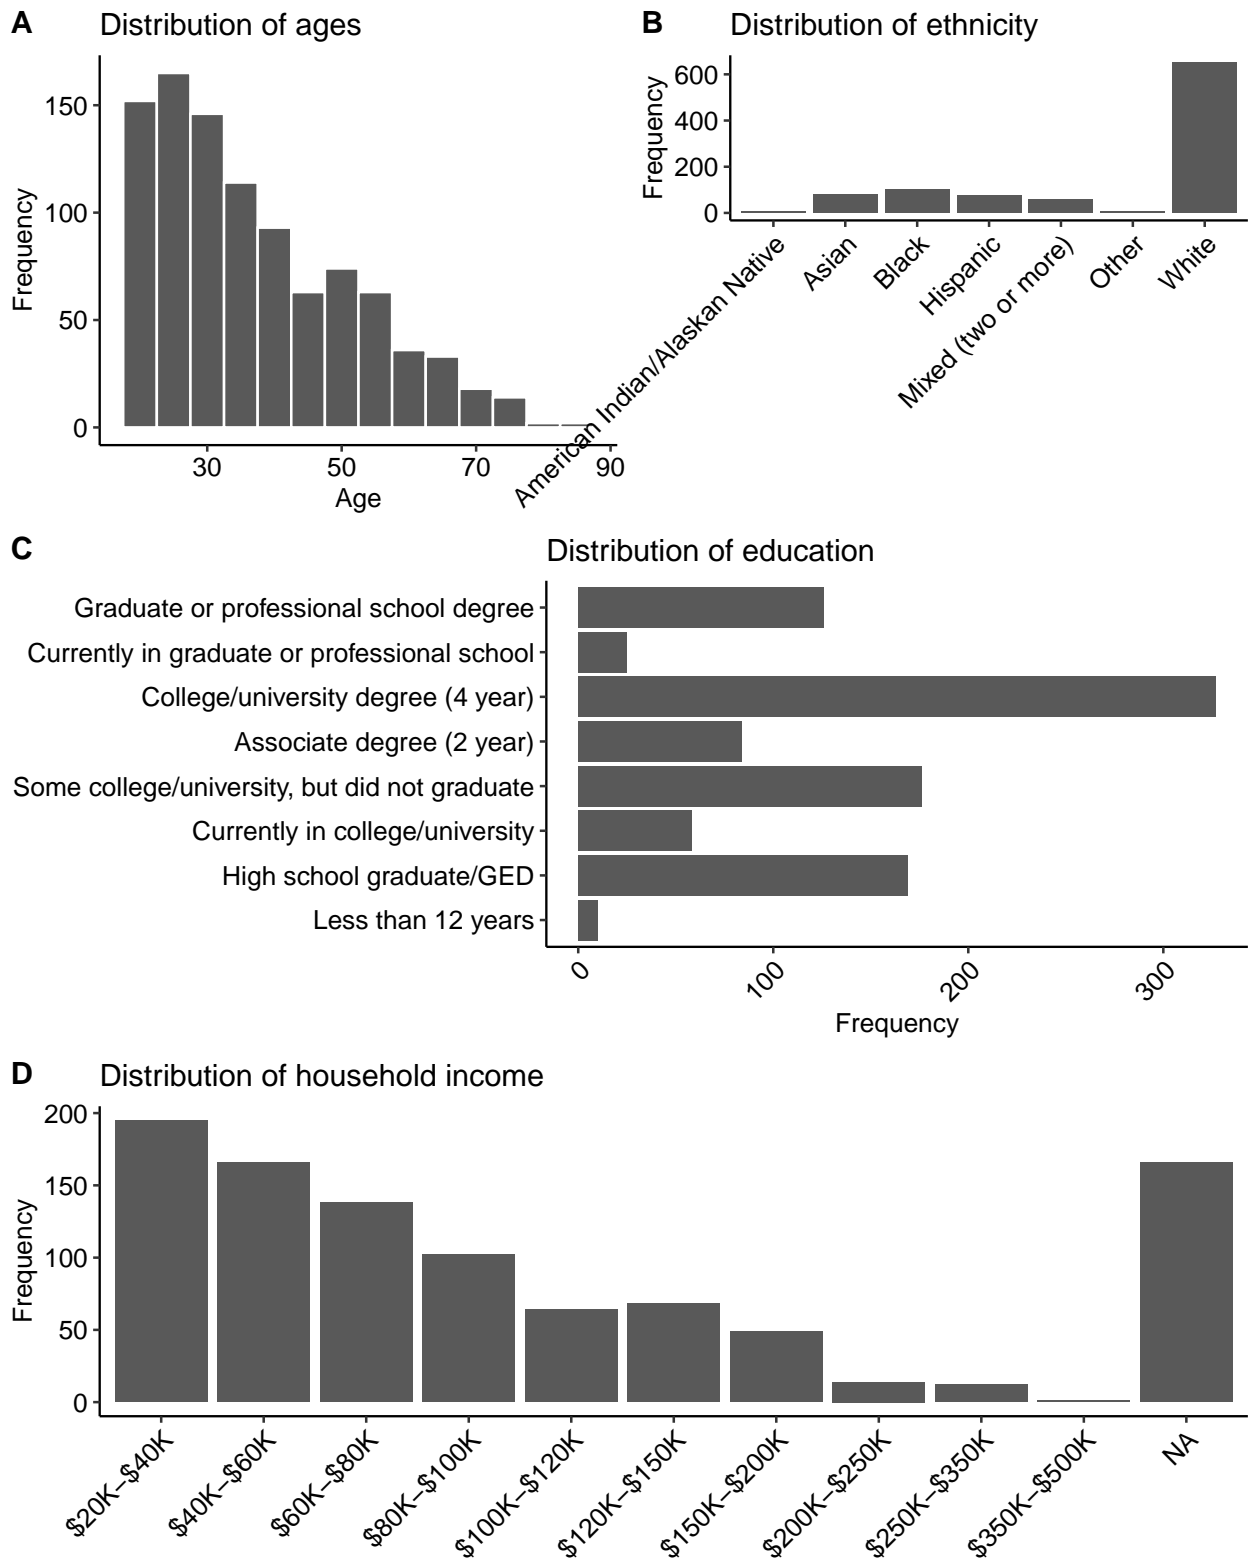 A
Distribution of ages
Frequency
150
100
50
0
30
50
70
90
Age
B
Distribution of ethnicity
Frequency
600
400
200
0
American Indian/Alaskan Native
Asian
Black
Hispanic
Mixed (two or more)
Other
White
C
Distribution of education
Graduate or professional school degree
Currently in graduate or professional school
College/university degree (4 year)
Associate degree (2 year)
Some college/university, but did not graduate
Currently in college/university
High school graduate/GED
Less than 12 years
0
100
200
300
Frequency
D
Distribution of household income
Frequency
200
150
100
50
0
$20K–$40K
$40K–$60K
$60K–$80K
$80K–$100K
$100K–$120K
$120K–$150K
$150K–$200K
$200K–$250K
$250K–$350K
$350K–$500K
NA